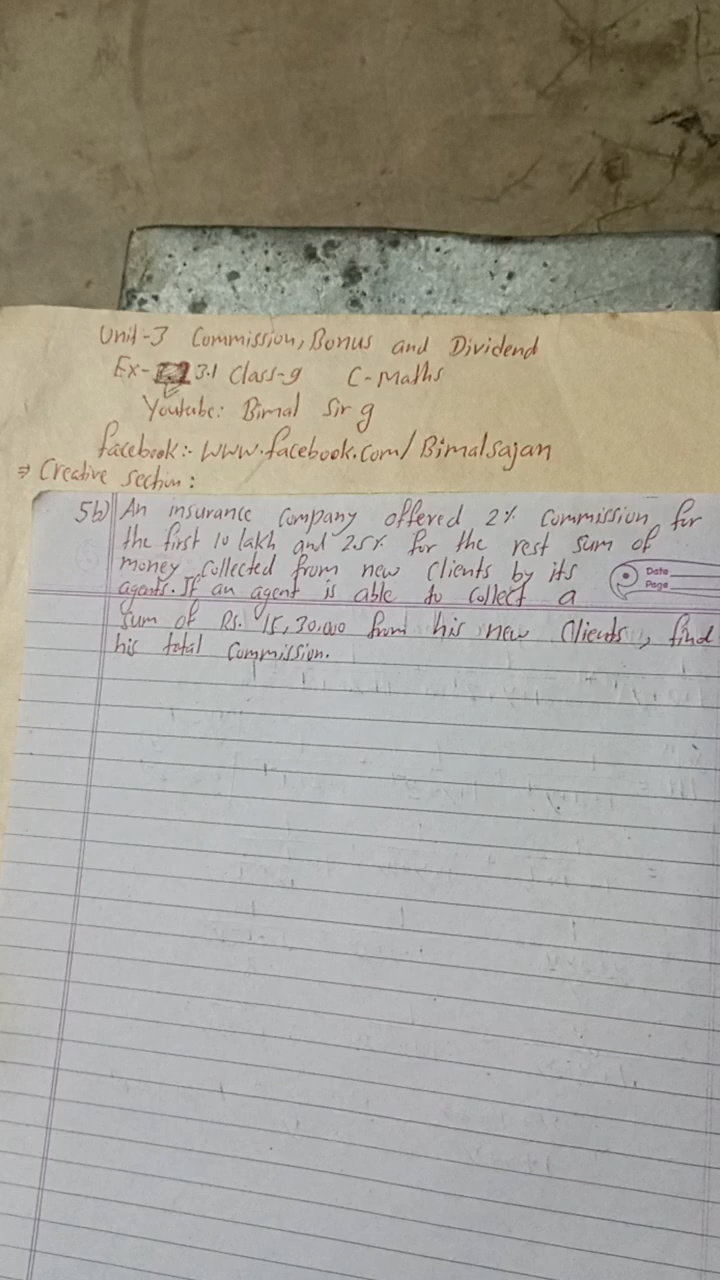 Unit-3 Commission, Bonus and Dividend
Ex- 3.1 Class-9 C-Maths
Youtube: Bimal Sir g
facebook:- www.facebook.com/Bimalsajan
⇒ Creative section:
5b) An insurance Company offered 2% Commission for
the first 10 lakh and 2.5% for the rest sum of
money collected from new clients by its
Date
Page
agents. If an agent is able to collect a
sum of Rs. 15,30,000 from his new Clients, find
his total Commission.